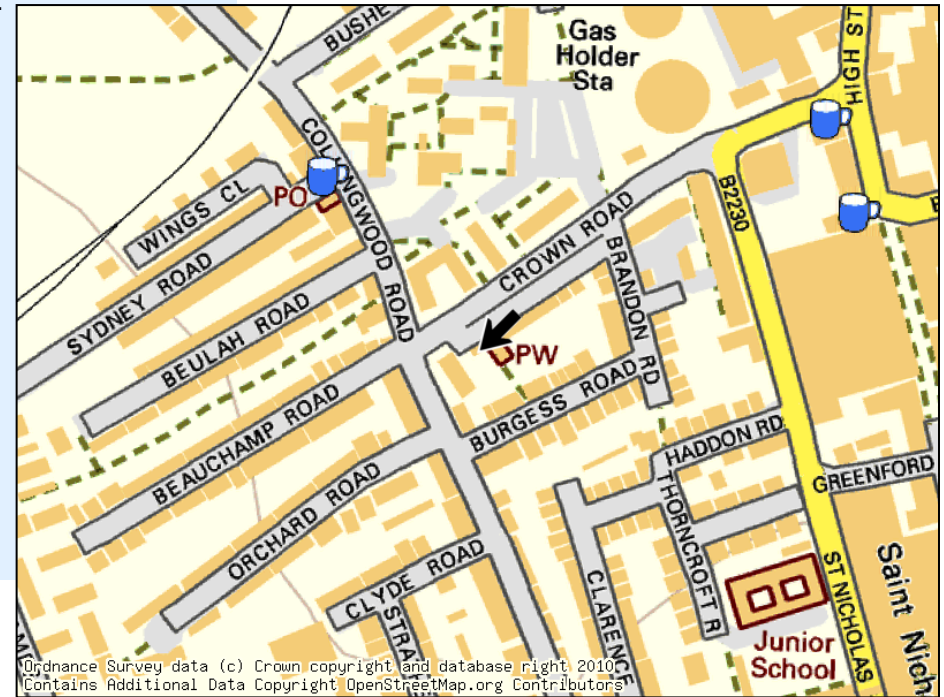 BUSHE
Gas
Holder
Sta
HIGH ST
COLLINGWOOD ROAD
PO
WINGS CL
B2230
SYDNEY ROAD
CROWN ROAD
BRANDON RD
BEULAH ROAD
PW
BEAUCHAMP ROAD
BURGESS ROAD
HADDON RD
GREENFORD
ORCHARD ROAD
THORNCROFT R
CLYDE ROAD
CLARENCE
ST NICHOLAS
Saint Nich
STRA
Junior
School
Ordnance Survey data (c) Crown copyright and database right 2010
Contains Additional Data Copyright OpenStreetMap.org Contributors